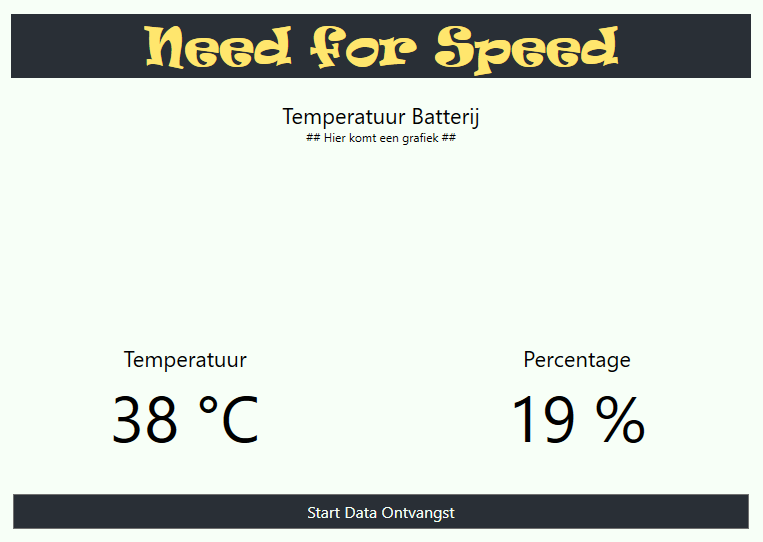 Need for Speed
Temperatuur Batterij
## Hier komt een grafiek ##
Temperatuur
Percentage
38 °C
19 %
Start Data Ontvangst